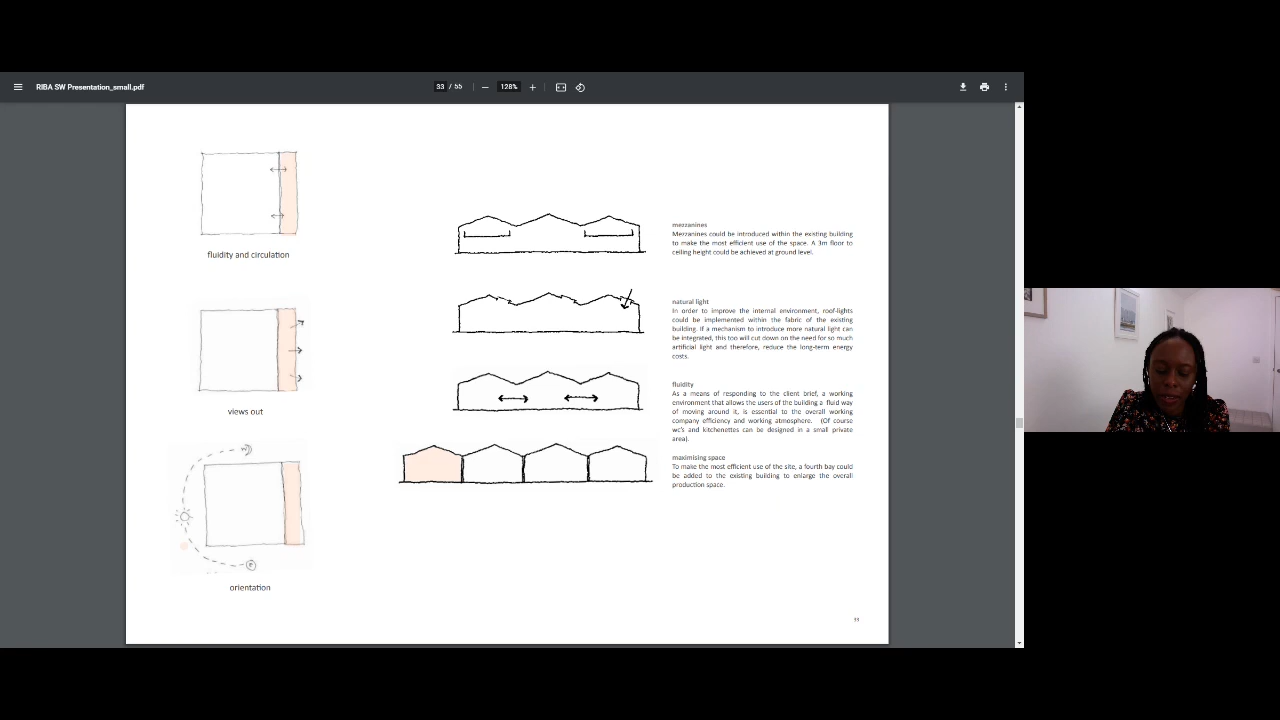 RIBA SW Presentation_small.pdf
33 / 55
128%
fluidity and circulation
views out
orientation
mezzanines
Mezzanines could be introduced within the existing building
to make the most efficient use of the space. A 3m floor to
ceiling height could be achieved at ground level.
natural light
In order to improve the internal environment, roof-lights
could be implemented within the fabric of the existing
building. If a mechanism to introduce more natural light can
be integrated, this too will cut down on the need for so much
artificial light and therefore, reduce the long-term energy
costs.
fluidity
As a means of responding to the client brief, a working
environment that allows the users of the building a fluid way
of moving around it, is essential to the overall working
company efficiency and working atmosphere. (Of course
wc's and kitchenettes can be designed in a small private
area).
maximising space
To make the most efficient use of the site, a fourth bay could
be added to the existing building to enlarge the overall
production space.
33